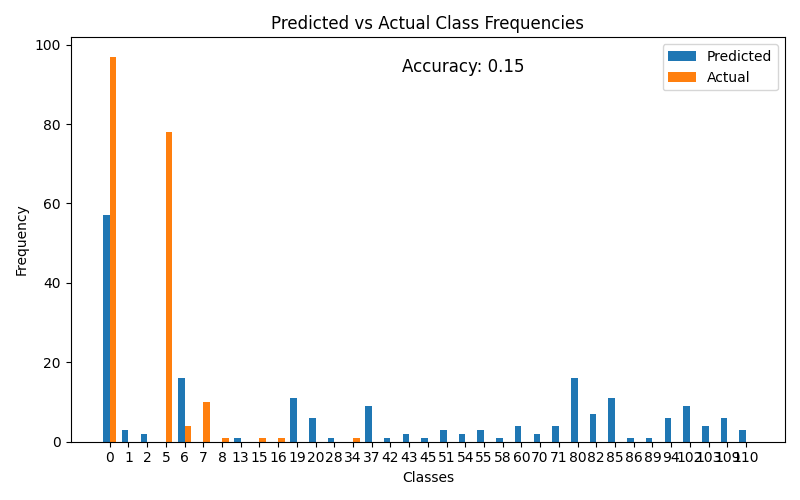 Predicted vs Actual Class Frequencies
Accuracy: 0.15
Predicted
Actual
Frequency
100
80
60
40
20
0
0 1 2 5 6 7 8 13 15 16 19 20 28 34 37 42 43 45 51 54 55 58 60 70 71 80 82 85 86 89 94 102 103 109 110
Classes